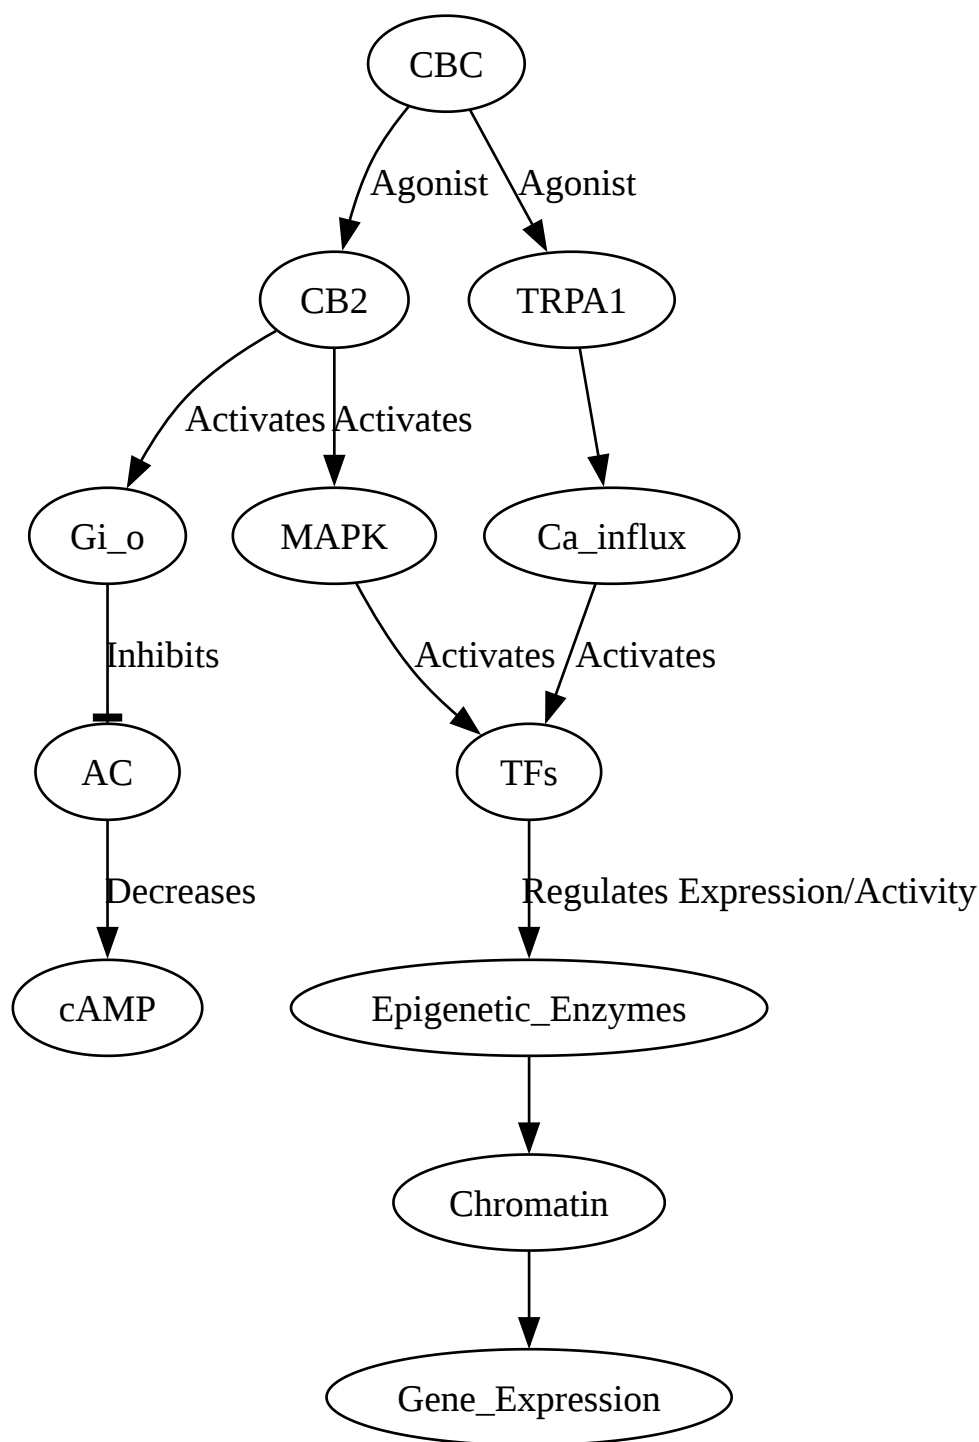 CBC
Agonist Agonist
CB2 TRPA1
Activates Activates
Gi_o MAPK Ca_influx
Inhibits Activates Activates
AC TFs
Decreases Regulates Expression/Activity
cAMP Epigenetic_Enzymes
Chromatin
Gene_Expression